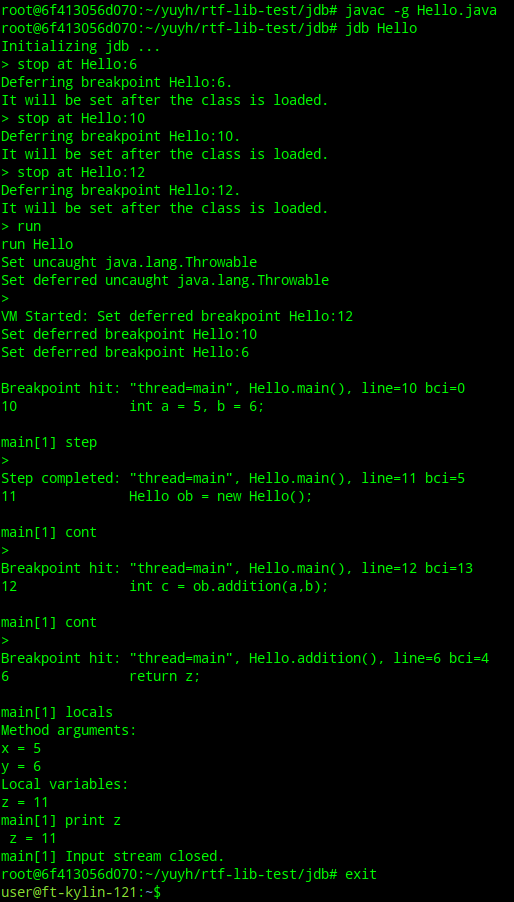 root@6f413056d070:~/yuyh/rtf-lib-test/jdb# javac -g Hello.java
root@6f413056d070:~/yuyh/rtf-lib-test/jdb# jdb Hello
Initializing jdb ...
> stop at Hello:6
Deferring breakpoint Hello:6.
It will be set after the class is loaded.
> stop at Hello:10
Deferring breakpoint Hello:10.
It will be set after the class is loaded.
> stop at Hello:12
Deferring breakpoint Hello:12.
It will be set after the class is loaded.
> run
run Hello
Set uncaught java.lang.Throwable
Set deferred uncaught java.lang.Throwable
>
VM Started: Set deferred breakpoint Hello:12
Set deferred breakpoint Hello:10
Set deferred breakpoint Hello:6

Breakpoint hit: "thread=main", Hello.main(), line=10 bci=0
10              int a = 5, b = 6;

main[1] step
>
Step completed: "thread=main", Hello.main(), line=11 bci=5
11              Hello ob = new Hello();

main[1] cont
>
Breakpoint hit: "thread=main", Hello.main(), line=12 bci=13
12              int c = ob.addition(a,b);

main[1] cont
>
Breakpoint hit: "thread=main", Hello.addition(), line=6 bci=4
6               return z;

main[1] locals
Method arguments:
x = 5
y = 6
Local variables:
z = 11
main[1] print z
 z = 11
main[1] Input stream closed.
root@6f413056d070:~/yuyh/rtf-lib-test/jdb# exit
user@ft-kylin-121:~$